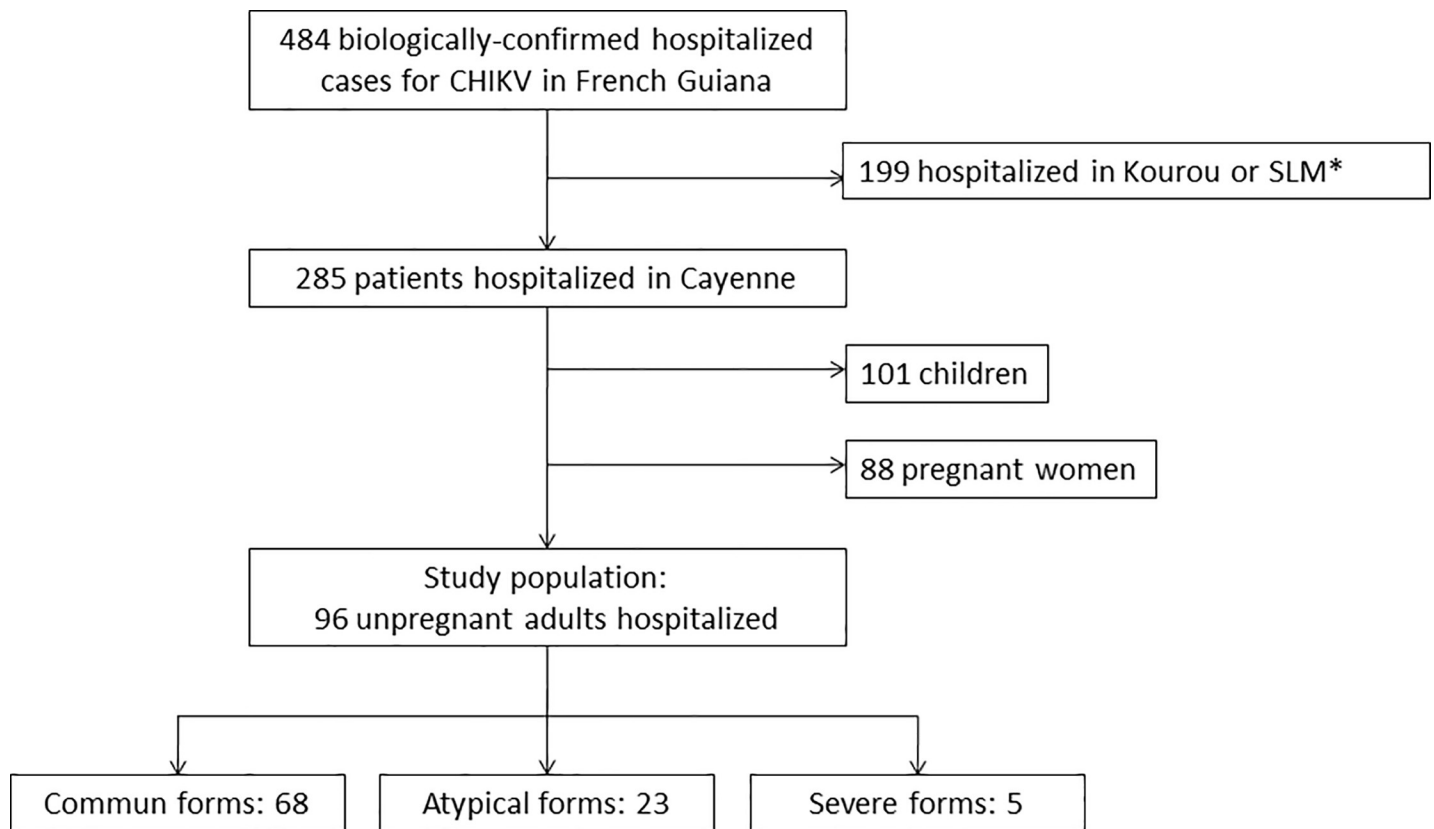 484 biologically-confirmed hospitalized
cases for CHIKV in French Guiana
199 hospitalized in Kourou or SLM*
285 patients hospitalized in Cayenne
101 children
88 pregnant women
Study population:
96 unpregnant adults hospitalized
Commun forms: 68
Atypical forms: 23
Severe forms: 5